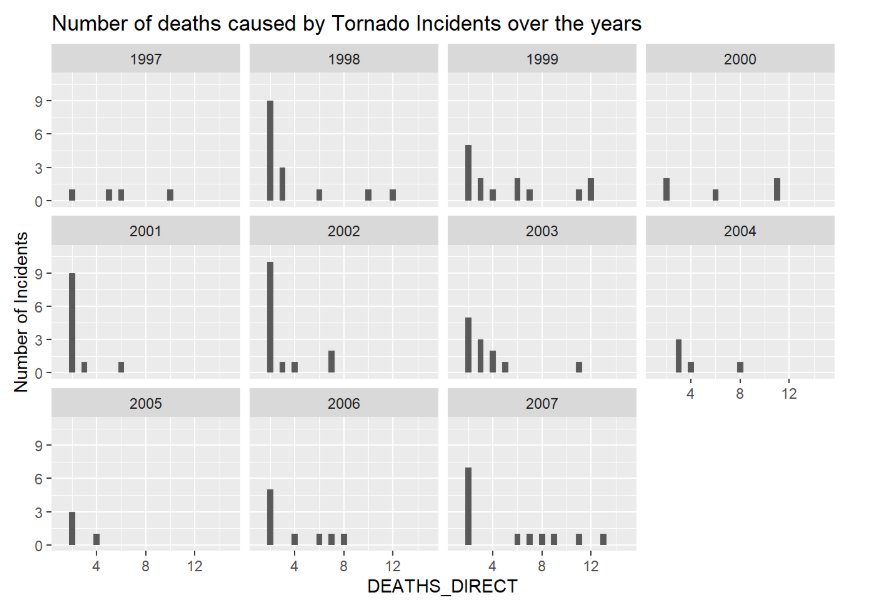 Number of deaths caused by Tornado Incidents over the years
1997 1998 1999 2000
9
6
3
0
2001 2002 2003 2004
9
6
3
0
4 8 12
2005 2006 2007
9
6
3
0
4 8 12 4 8 12 4 8 12
Number of Incidents
DEATHS_DIRECT